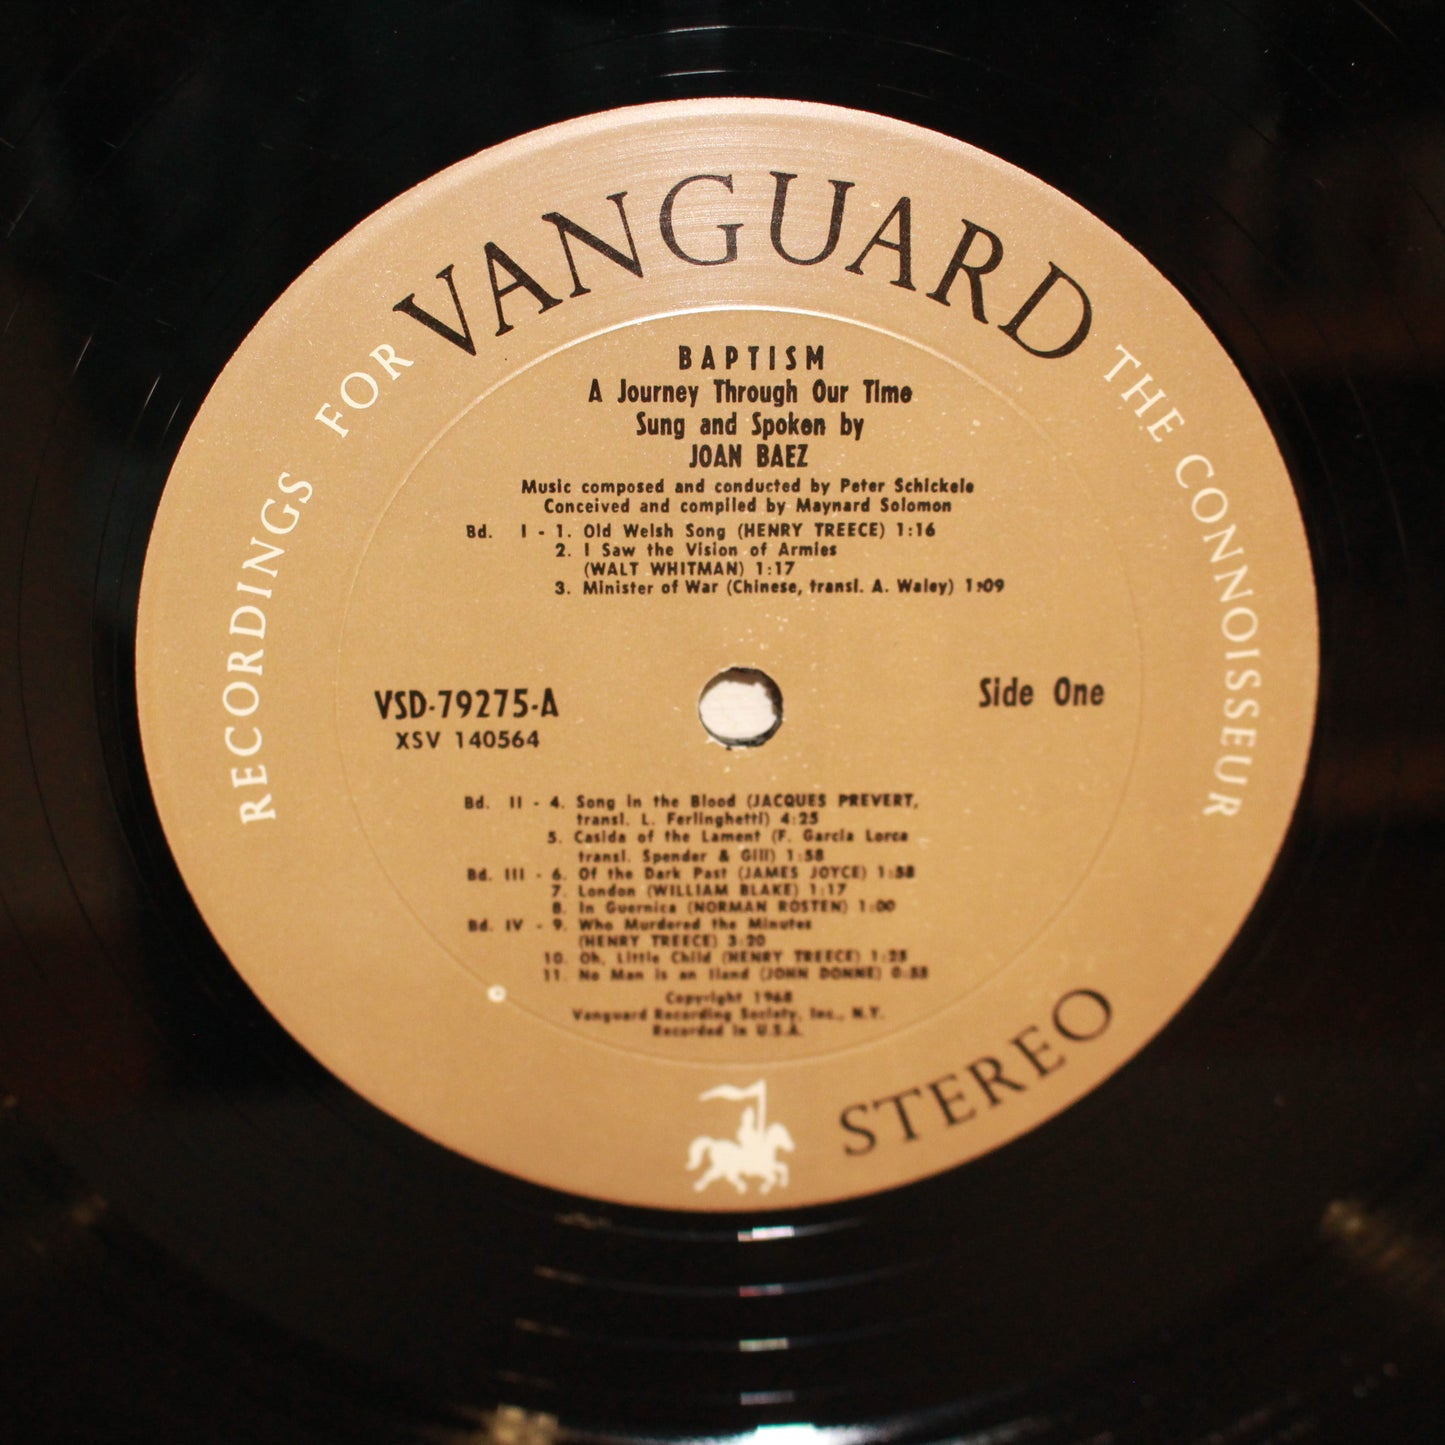 RECORDINGS FOR VANGUARD THE CONNOISSEUR
BAPTISM
A Journey Through Our Time
Sung and Spoken by
JOAN BAEZ
Music composed and conducted by Peter Schickele
Conceived and compiled by Maynard Solomon
Bd. I - 1. Old Welsh Song (HENRY TREECE) 1:16
2. I Saw the Vision of Armies
(WALT WHITMAN) 1:17
3. Minister of War (Chinese, transl. A. Waley) 1:09
VSD-79275-A
XSV 140564
Side One
Bd. II - 4. Song in the Blood (JACQUES PREVERT,
transl. L. Ferlinghetti) 4:25
5. Casida of the Lament (F. Garcia Lorca
transl. Spender & Gill) 1:58
Bd. III - 6. Of the Dark Past (JAMES JOYCE) 1:38
7. London (WILLIAM BLAKE) 1:17
8. In Guernica (NORMAN ROSTEN) 1:00
Bd. IV - 9. Who Murdered the Minutes
(HENRY TREECE) 3:20
10. Oh, Little Child (HENRY TREECE) 1:25
11. No Man is an Iland (JOHN DONNE)
Copyright 1968
Vanguard Recording Society, Inc., N.Y.
Recorded in U.S.A.
STEREO